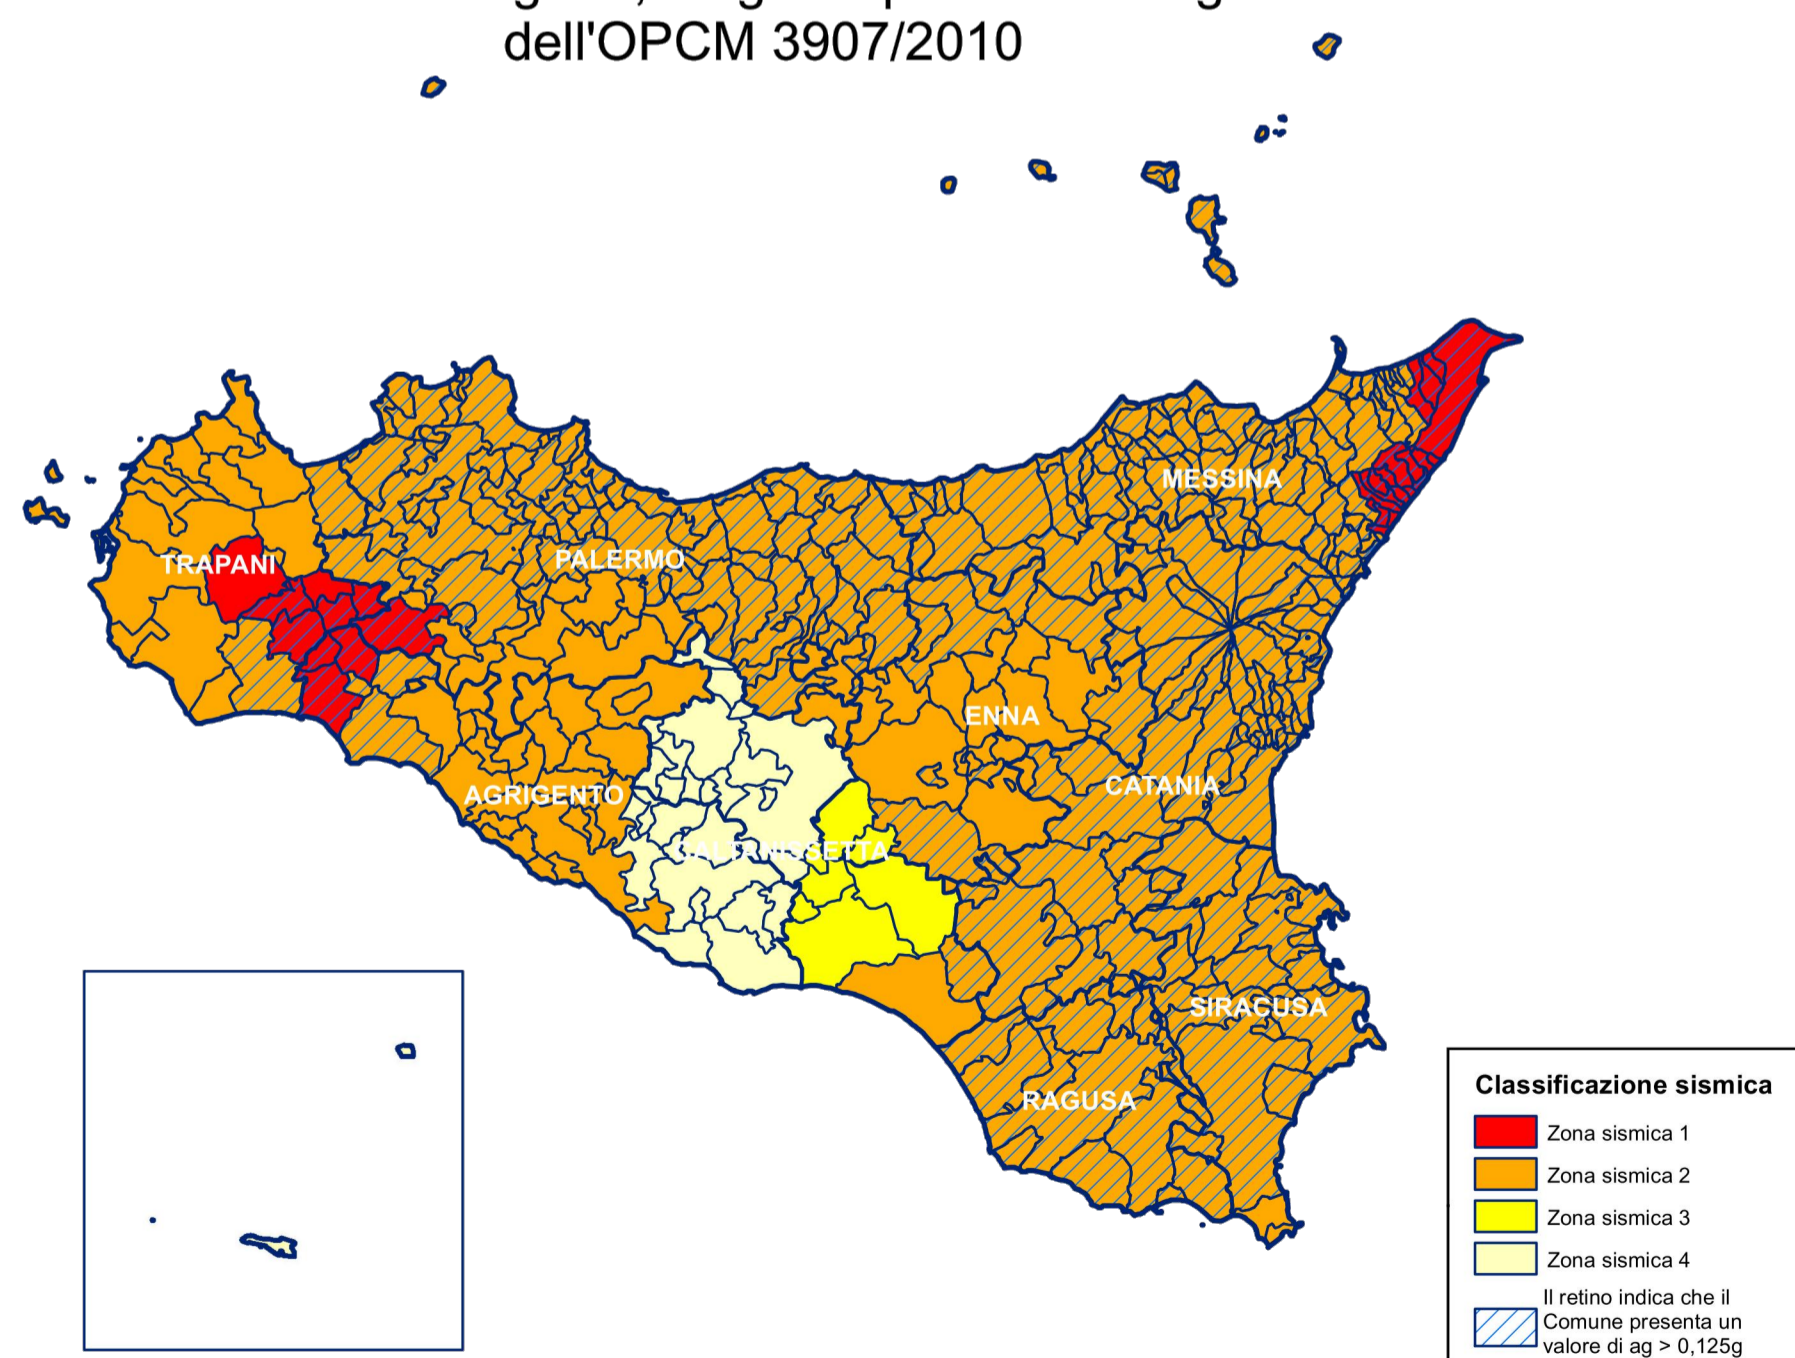 dell'OPCM 3907/2010
MESSINA
PALERMO
TRAPANI
ENNA
CATANIA
AGRIGENTO
CALTANISSETTA
SIRACUSA
RAGUSA
Classificazione sismica
Zona sismica 1
Zona sismica 2
Zona sismica 3
Zona sismica 4
Il retino indica che il
Comune presenta un
valore di ag > 0,125g